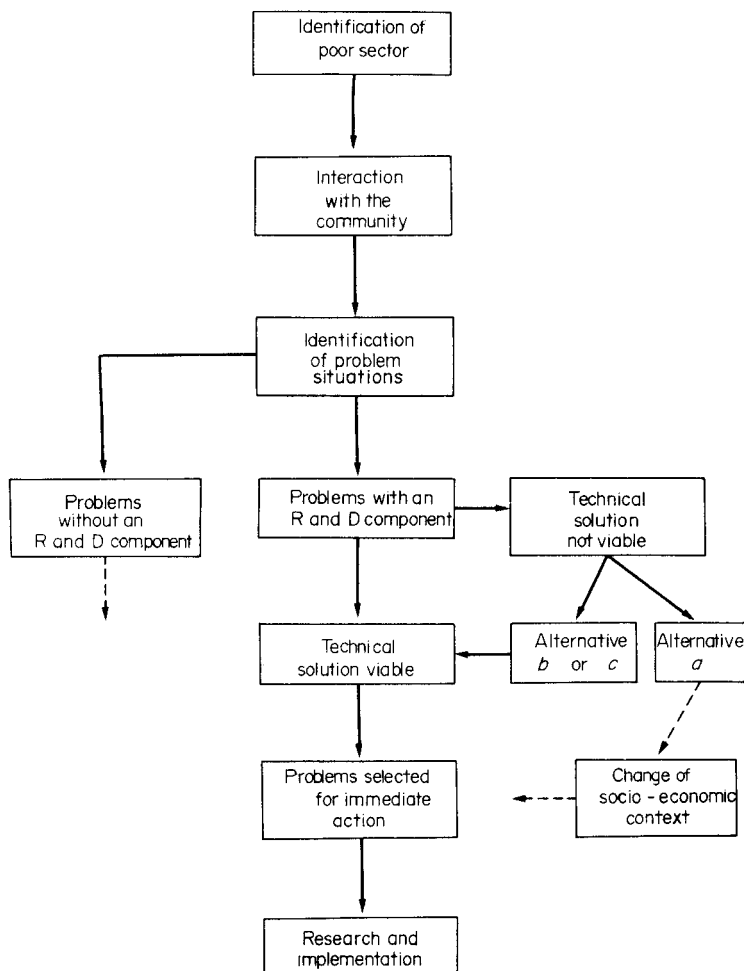 Identification of
poor sector
Interaction
with the
community
Identification
of problem
situations
Problems
without an
R and D component
Problems with an
R and D component
Technical
solution
not viable
Technical
solution viable
Alternative
b or c
Alternative
a
Problems selected
for immediate
action
Change of
socio-economic
context
Research and
implementation